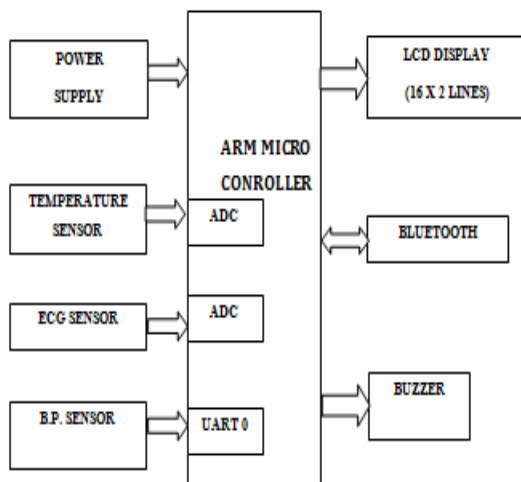 POWER
SUPPLY
LCD DISPLAY
(16 X 2 LINES)
ARM MICRO
CONROLLER
TEMPERATURE
SENSOR
ADC
BLUETOOTH
ECG SENSOR
ADC
BUZZER
B.P. SENSOR
UART 0